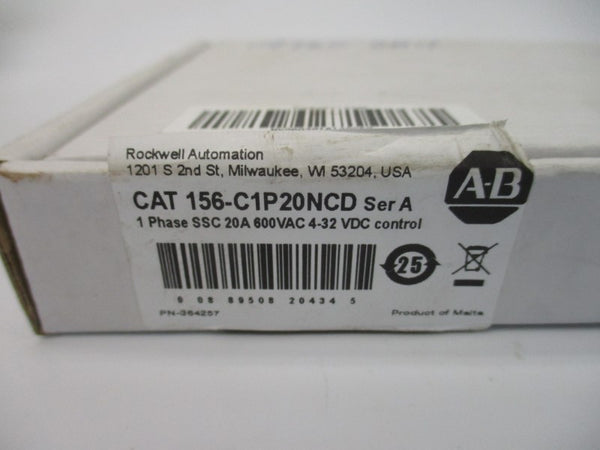 Rockwell Automation
1201 S 2nd St, Milwaukee, WI 53204, USA
A-B
CAT 156-C1P20NCD Ser A
1 Phase SSC 20A 600VAC 4-32 VDC control
25
9 08 89508 20434 5
PN-364257
Product of Malta